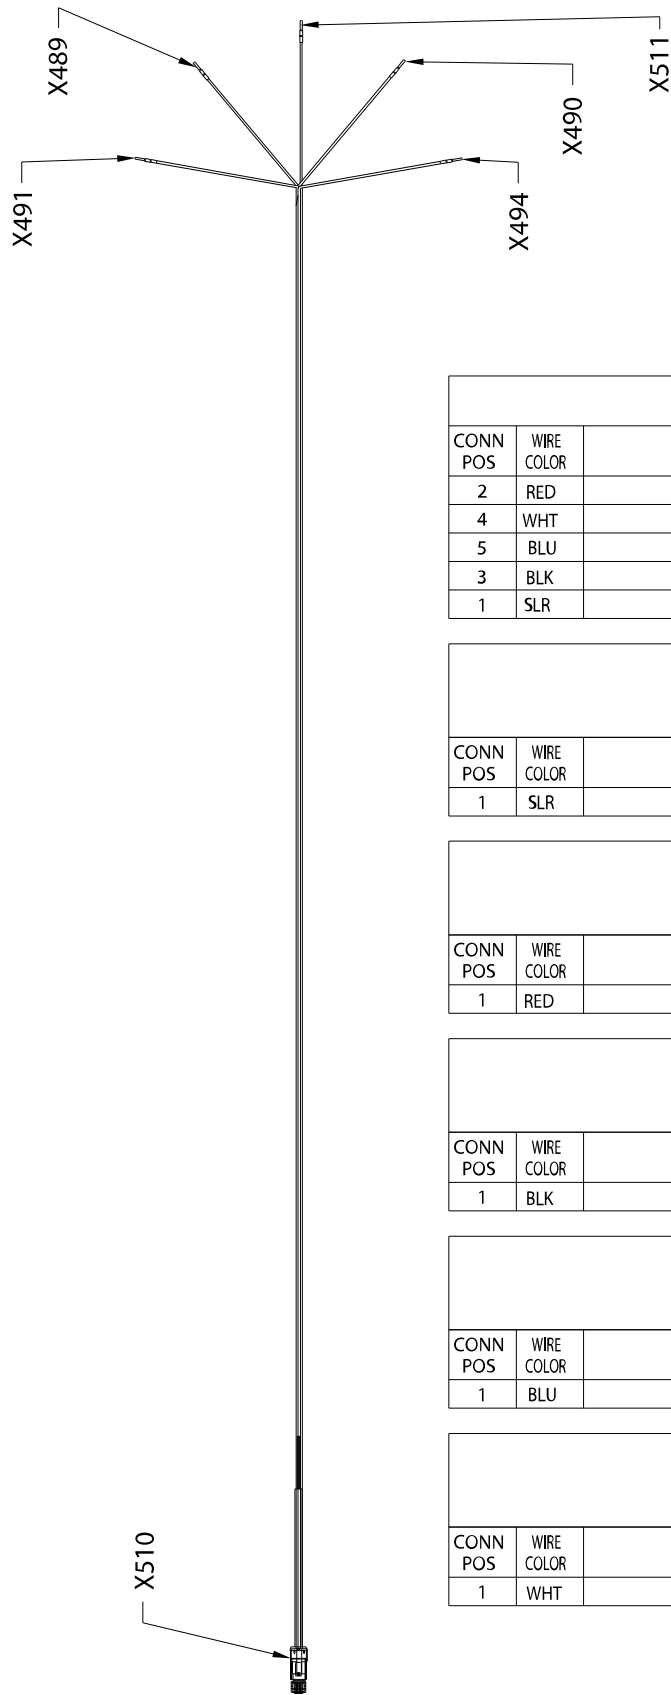 X489
X511
X490
X491
X494
CONN POS WIRE COLOR
2 RED
4 WHT
5 BLU
3 BLK
1 SLR
CONN POS WIRE COLOR
1 SLR
CONN POS WIRE COLOR
1 RED
CONN POS WIRE COLOR
1 BLK
CONN POS WIRE COLOR
1 BLU
CONN POS WIRE COLOR
1 WHT
X510